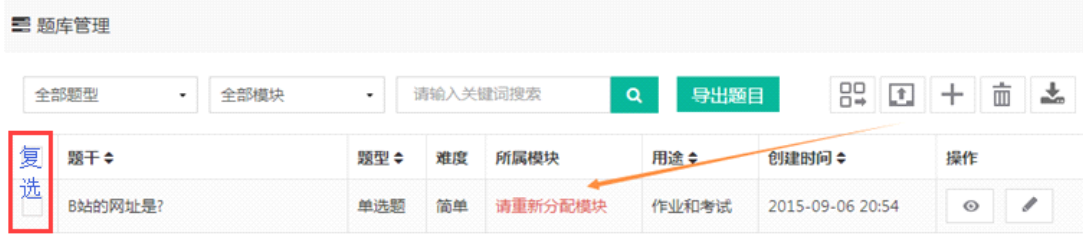 题库管理
全部题型 全部模块 请输入关键词搜索 导出题目
复选
题干 题型 难度 所属模块 用途 创建时间 操作
B站的网址是? 单选题 简单 请重新分配模块 作业和考试 2015-09-06 20:54